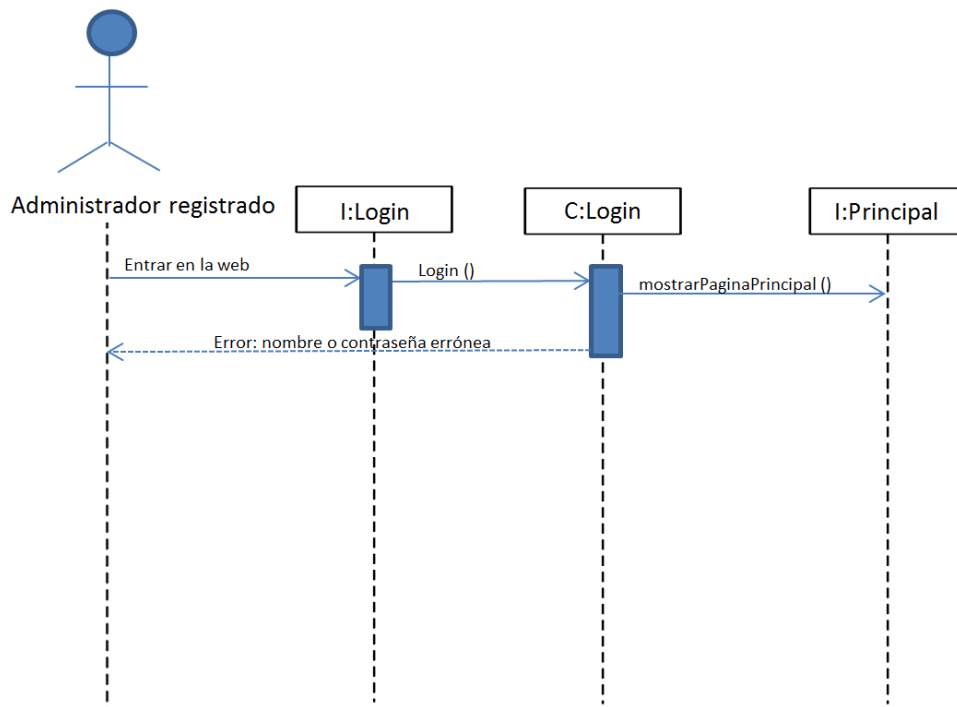 Administrador registrado
I:Login
C:Login
I:Principal
Entrar en la web
Login ()
mostrarPaginaPrincipal ()
Error: nombre o contraseña errónea